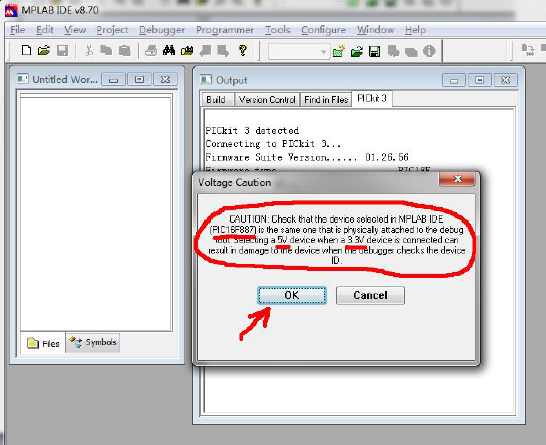 MPLAB IDE v8.70
File Edit View Project Debugger Programmer Tools Configure Window Help
Untitled Wor...
Output
Build Version Control Find in Files PICkit 3
PICkit 3 detected
Connecting to PICkit 3...
Firmware Suite Version...... 01.26.56
Firmware type
Voltage Caution
CAUTION: Check that the device selected in MPLAB IDE
(PIC16F887) is the same one that is physically attached to the debug
tool. Selecting a 5V device when a 3.3V device is connected can
result in damage to the device when the debugger checks the device
ID.
OK Cancel
Files Symbols